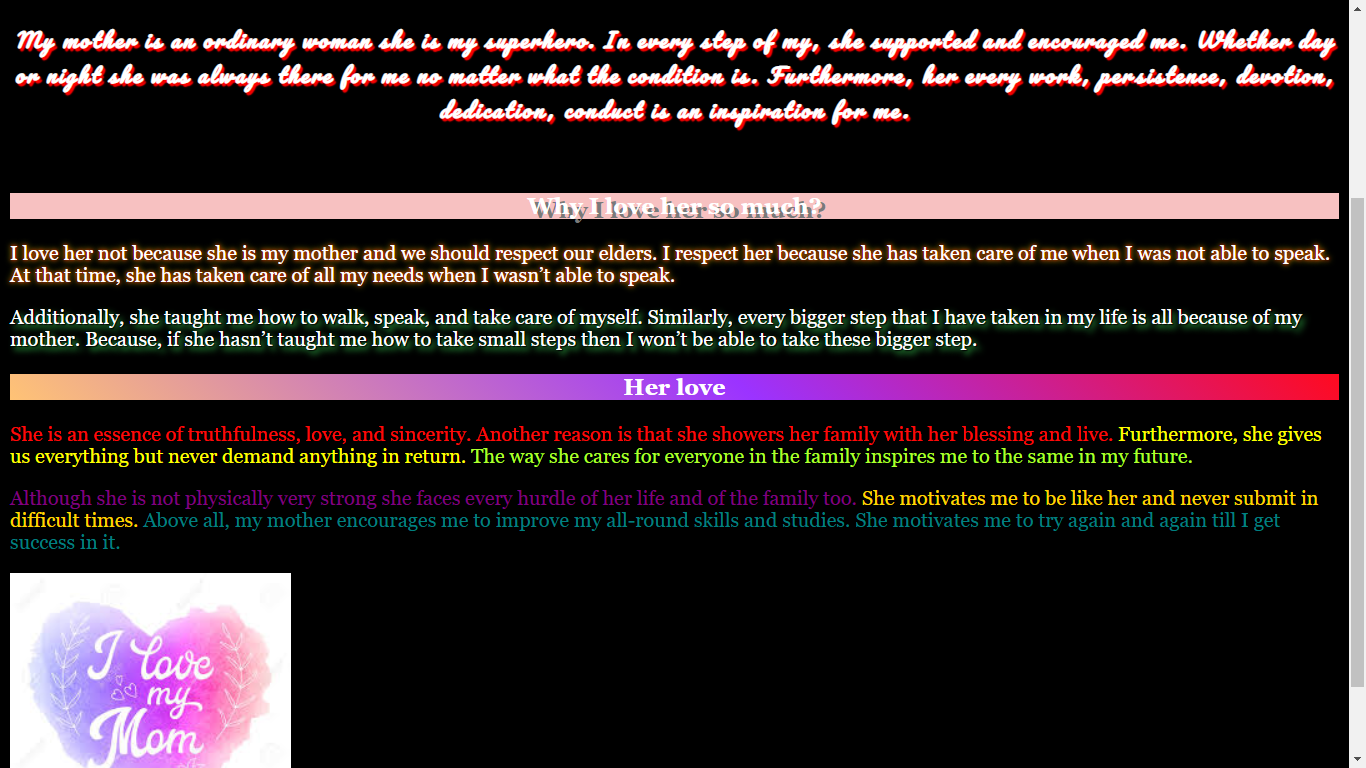 My mother is an ordinary woman she is my superhero. In every step of my, she supported and encouraged me. Whether day
or night she was always there for me no matter what the condition is. Furthermore, her every work, persistence, devotion,
dedication, conduct is an inspiration for me.
Why I love her so much?
I love her not because she is my mother and we should respect our elders. I respect her because she has taken care of me when I was not able to speak.
At that time, she has taken care of all my needs when I wasn’t able to speak.
Additionally, she taught me how to walk, speak, and take care of myself. Similarly, every bigger step that I have taken in my life is all because of my
mother. Because, if she hasn’t taught me how to take small steps then I won’t be able to take these bigger step.
Her love
She is an essence of truthfulness, love, and sincerity. Another reason is that she showers her family with her blessing and live. Furthermore, she gives
us everything but never demand anything in return. The way she cares for everyone in the family inspires me to the same in my future.
Although she is not physically very strong she faces every hurdle of her life and of the family too. She motivates me to be like her and never submit in
difficult times. Above all, my mother encourages me to improve my all-round skills and studies. She motivates me to try again and again till I get
success in it.
I love
my
Mom